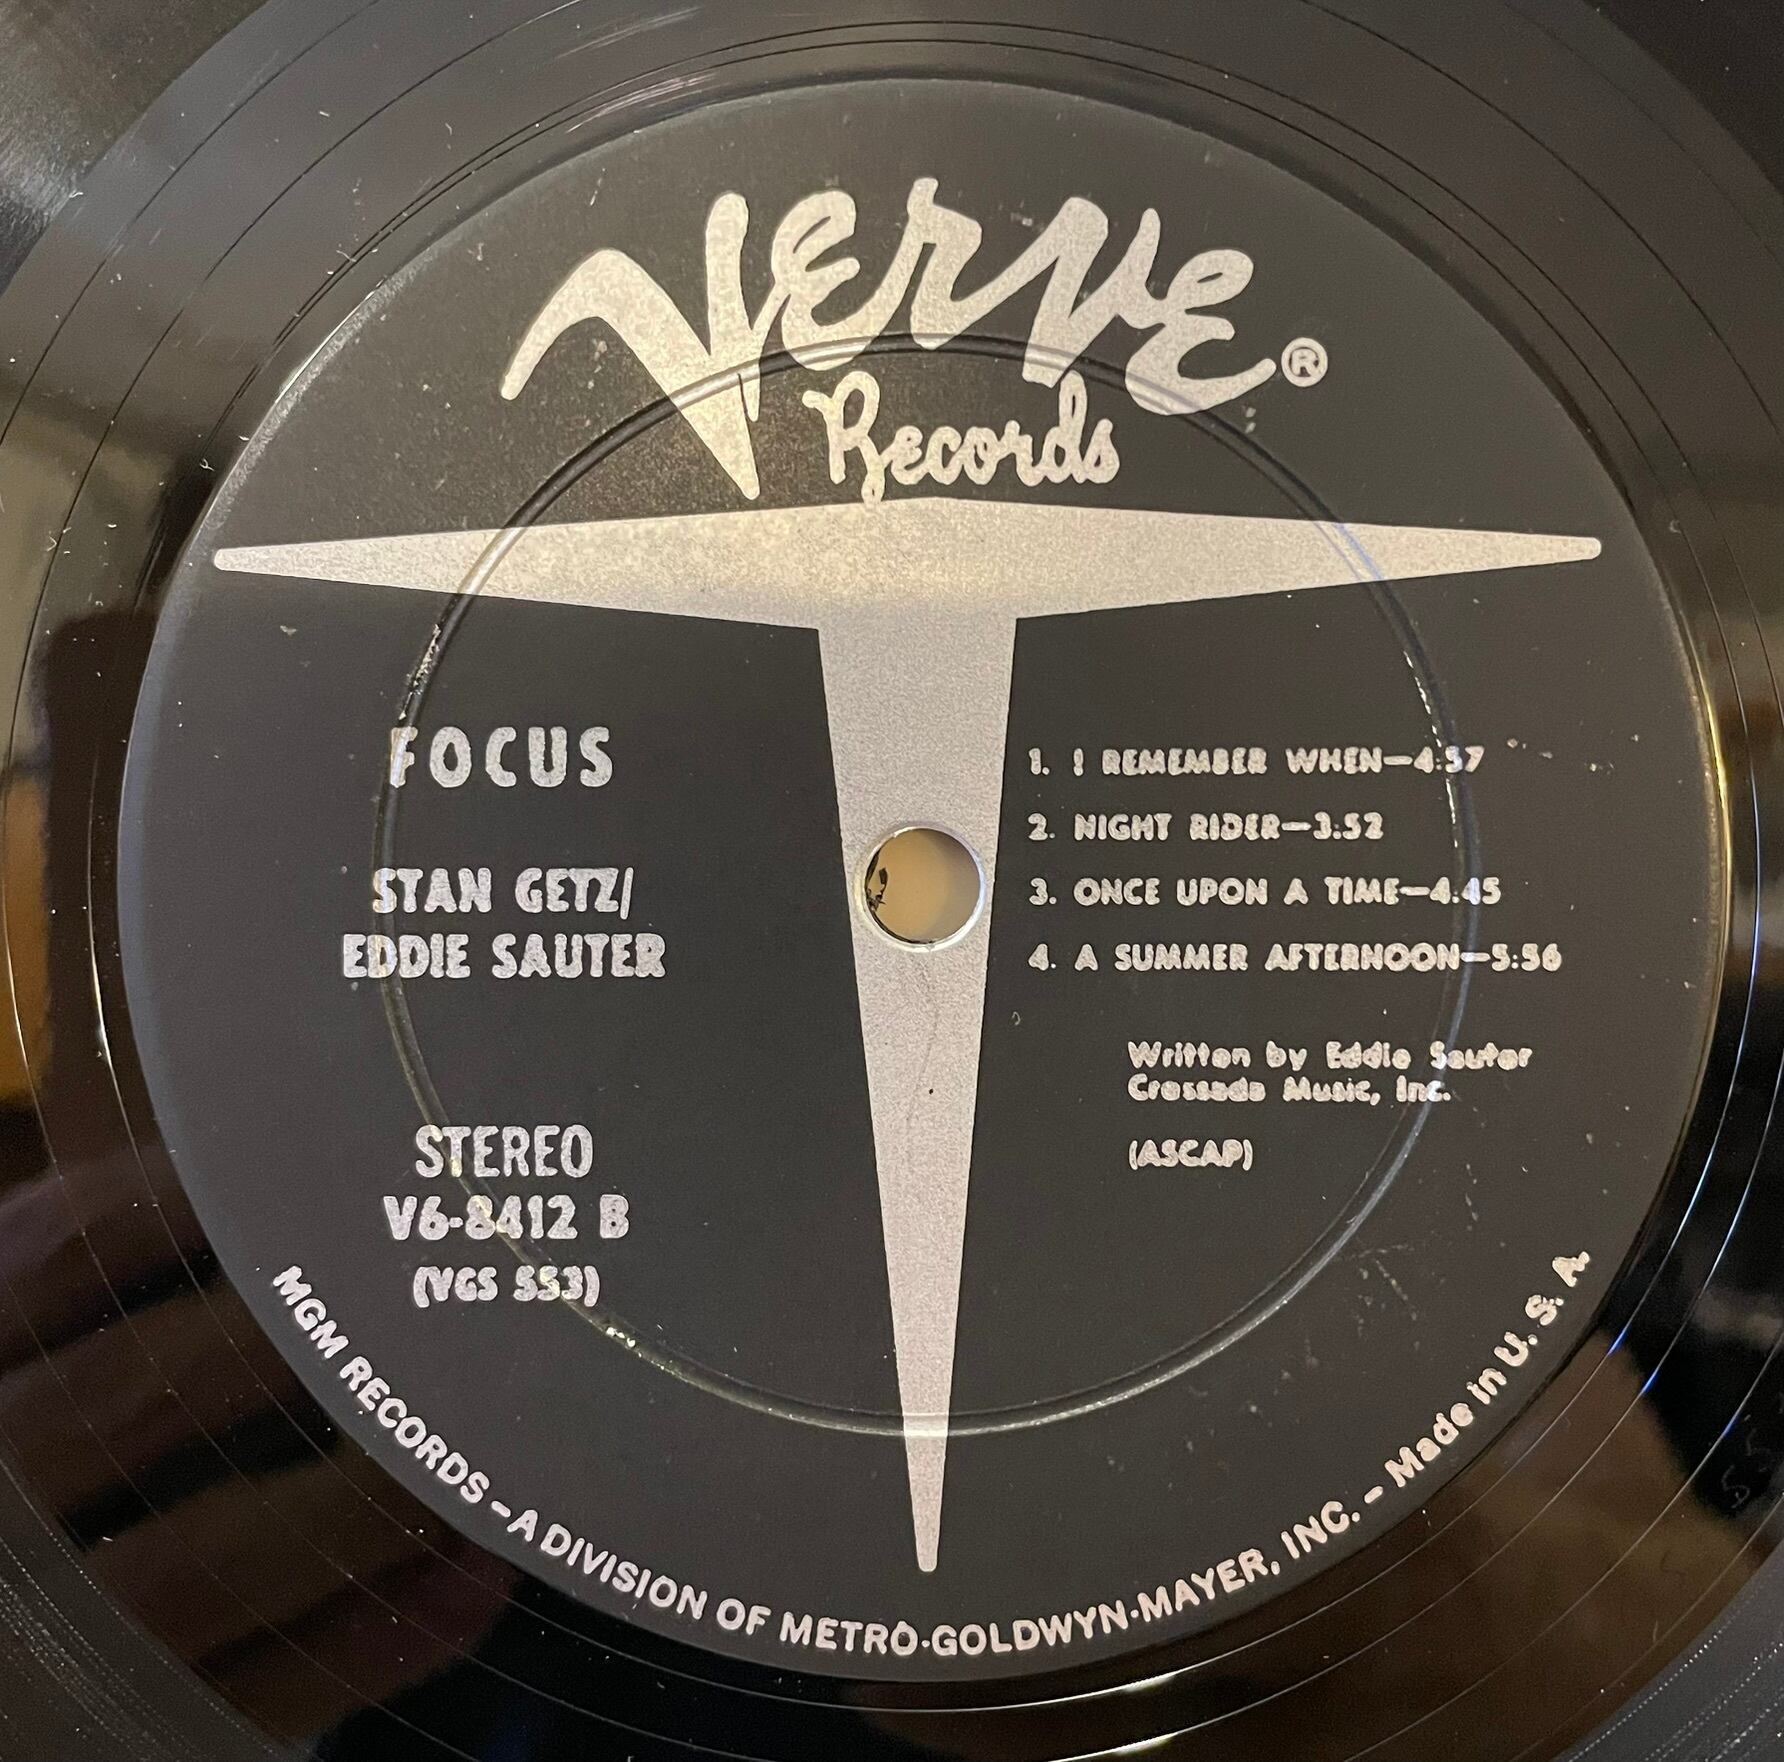 Verve®
Records
FOCUS
STAN GETZ/
EDDIE SAUTER
STEREO
V6-8412 B
(VGS 553)
1. I REMEMBER WHEN—4:57
2. NIGHT RIDER—3:52
3. ONCE UPON A TIME—4:45
4. A SUMMER AFTERNOON—5:56
Written by Eddie Sauter
Crossado Music, Inc.
(ASCAP)
MGM RECORDS – A DIVISION OF METRO-GOLDWYN-MAYER, INC. – Made in U. S. A.